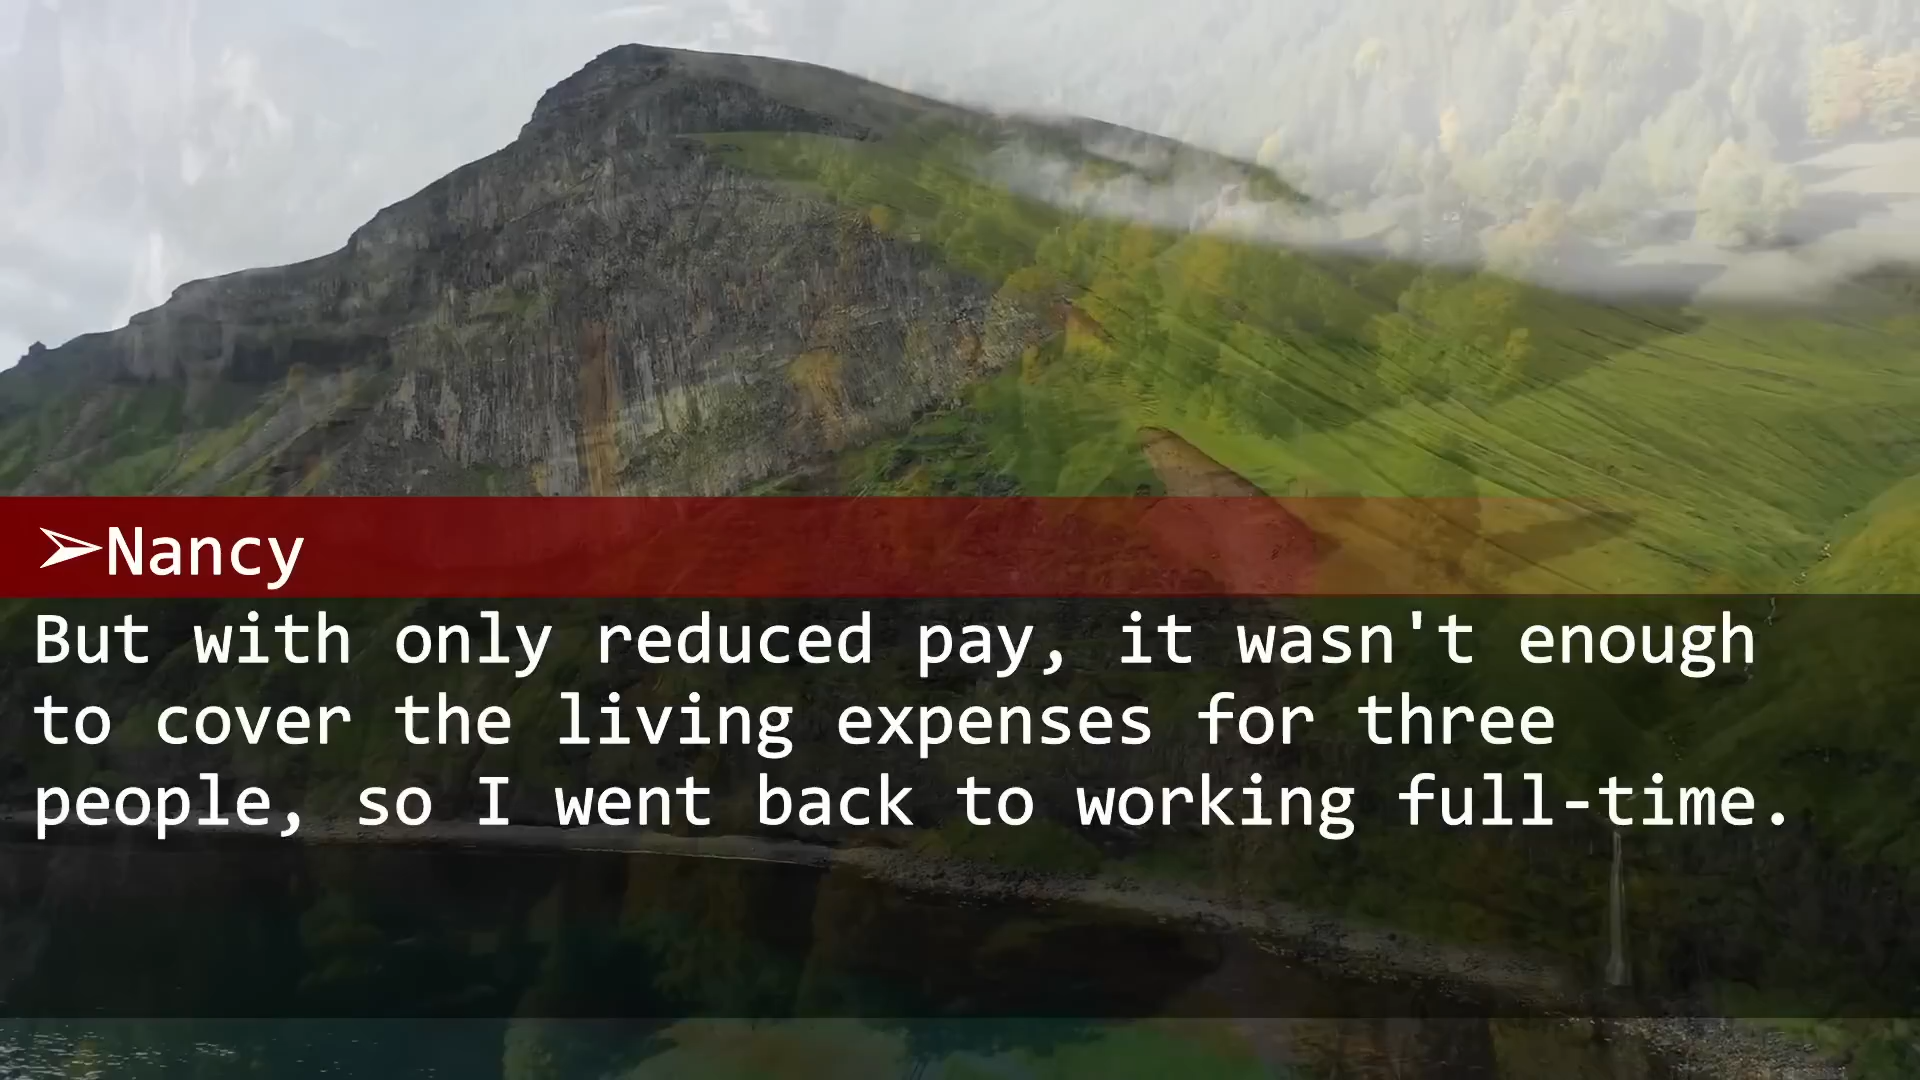 ➢Nancy
But with only reduced pay, it wasn't enough
to cover the living expenses for three
people, so I went back to working full-time.